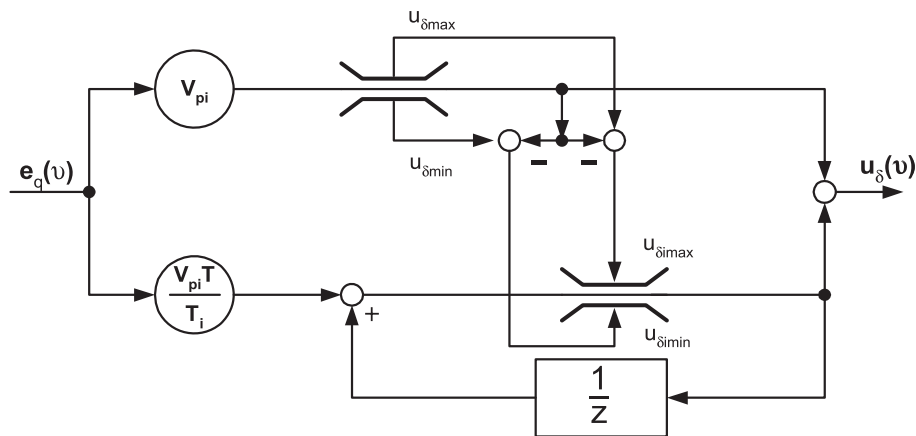 u_δmax
V_pi
u_δmin
e_q(υ)
u_δ(υ)
u_δimax
V_pi T
T_i
+
u_δimin
1
z